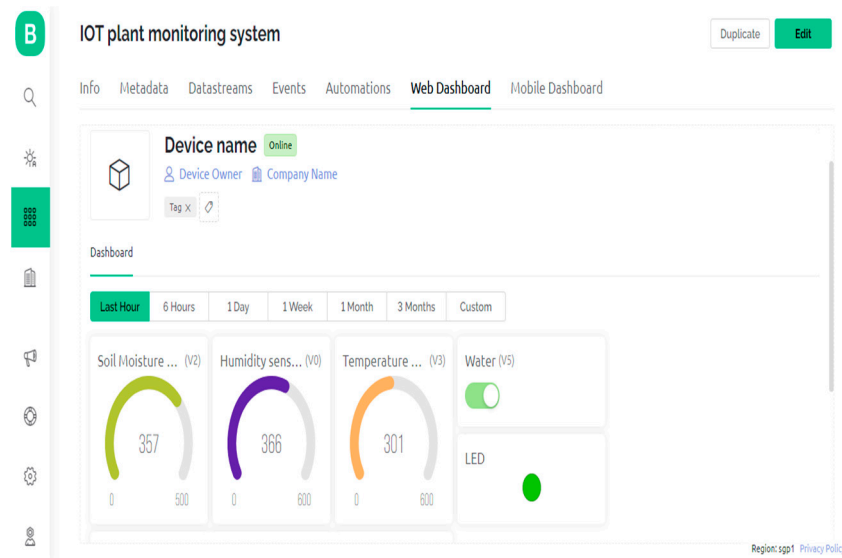 B
IOT plant monitoring system
Duplicate
Edit
Info Metadata Datastreams Events Automations Web Dashboard Mobile Dashboard
Device name Online
Device Owner Company Name
Tag X
Dashboard
Last Hour 6 Hours 1 Day 1 Week 1 Month 3 Months Custom
Soil Moisture ... (V2)
357
0 500
Humidity sens... (V0)
366
0 600
Temperature ... (V3)
301
0 600
Water (V5)
LED
Region: sgp1 Privacy Polic